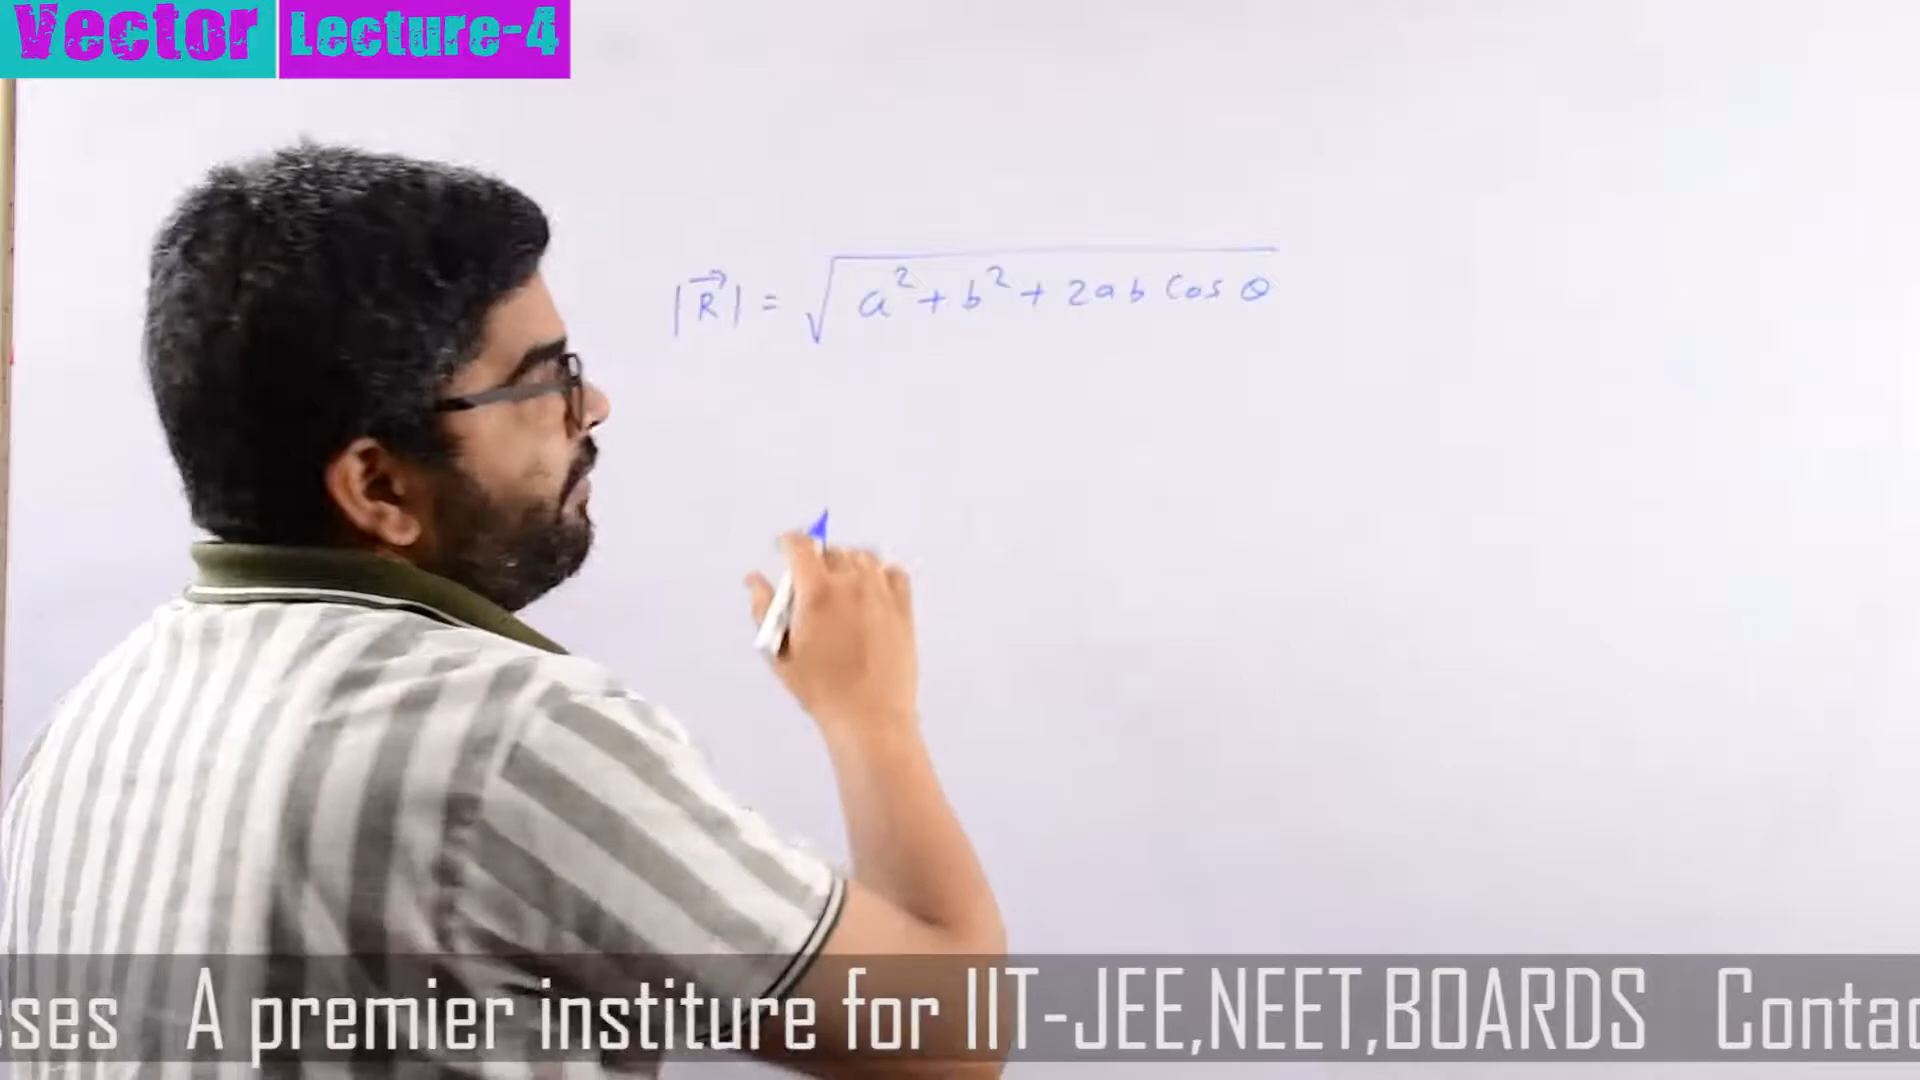 Vector Lecture-4
|R⃗| = √(a² + b² + 2ab Cos θ)
sses A premier institure for IIT-JEE,NEET,BOARDS Contac